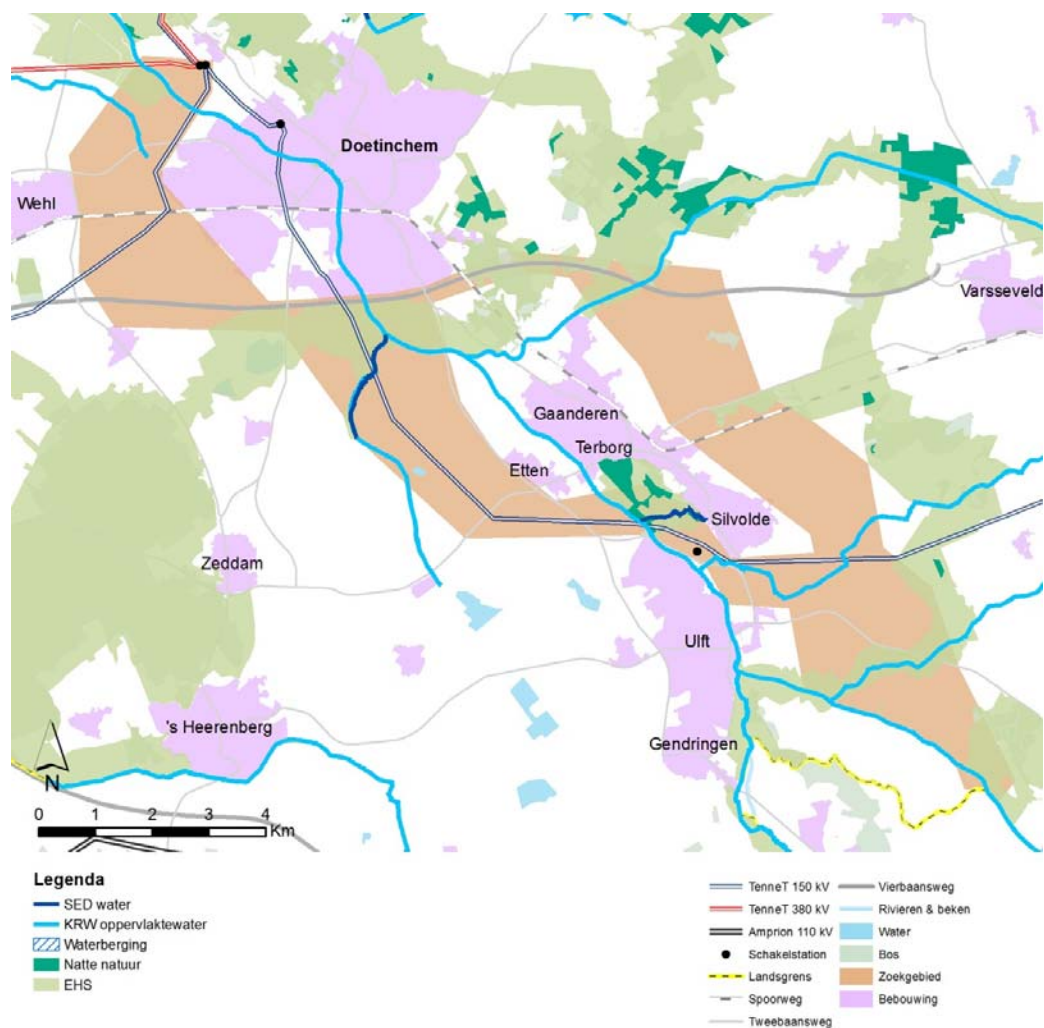 Doetinchem
Wehl
Varsseveld
Gaanderen
Terborg
Etten
Silvolde
Zeddam
Ulft
's Heerenberg
Gendringen
N
0 1 2 3 4
Km
Legenda
SED water
KRW oppervlaktewater
Waterberging
Natte natuur
EHS
TenneT 150 kV
TenneT 380 kV
Amprion 110 kV
Schakelstation
Landsgrens
Spoorweg
Tweebaansweg
Vierbaansweg
Rivieren & beken
Water
Bos
Zoekgebied
Bebouwing